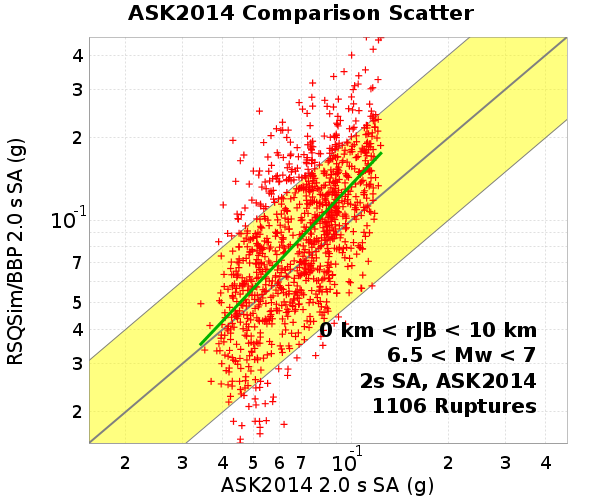 ASK2014 Comparison Scatter
RSQSim/BBP 2.0 s SA (g)
4
3
2
10-1
7
5
4
3
2
0 km < rJB < 10 km
6.5 < Mw < 7
2s SA, ASK2014
1106 Ruptures
2 3 4 5 6 7 10-1 2 3 4
ASK2014 2.0 s SA (g)